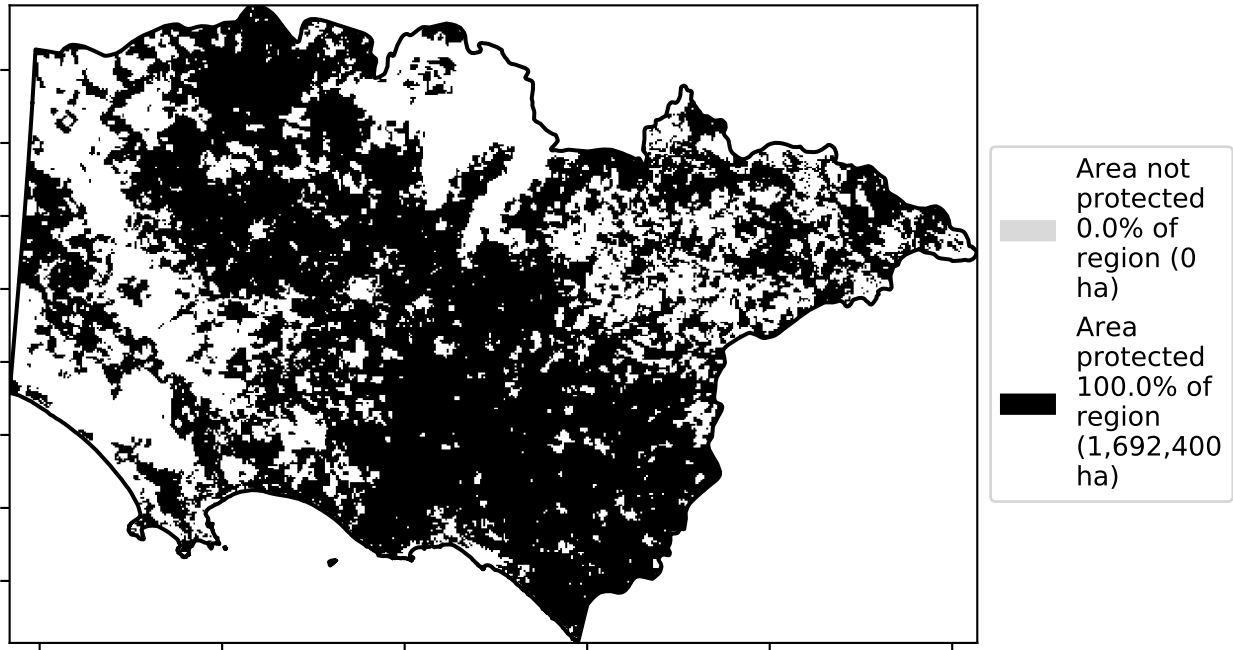 Area not
protected
0.0% of
region (0
ha)
Area
protected
100.0% of
region
(1,692,400
ha)